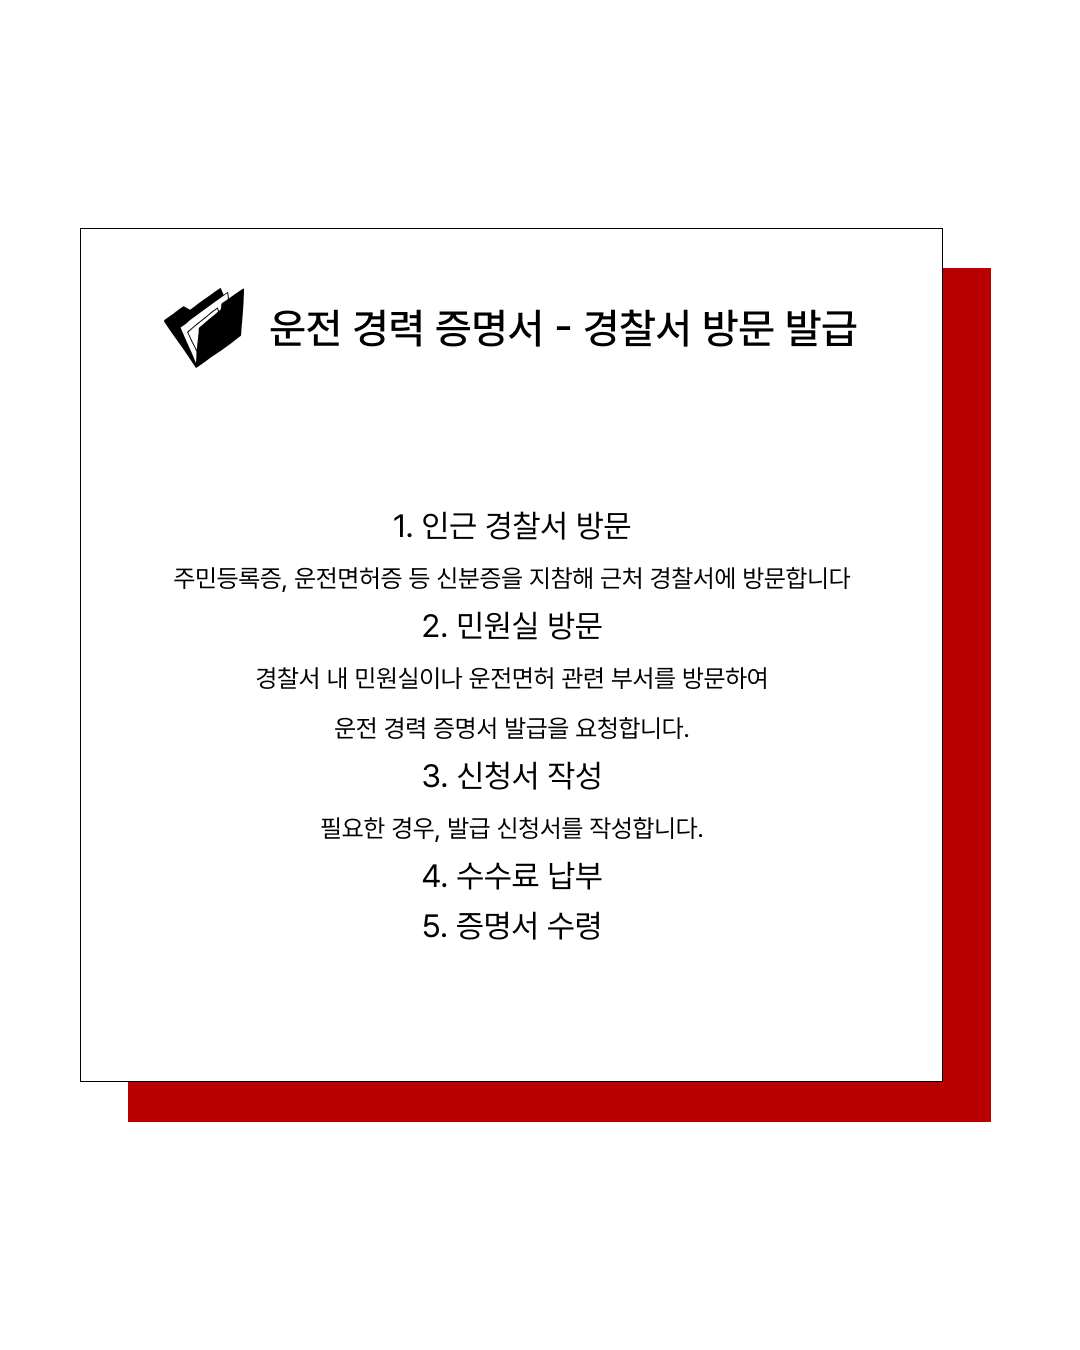 운전 경력 증명서 - 경찰서 방문 발급
1. 인근 경찰서 방문
주민등록증, 운전면허증 등 신분증을 지참해 근처 경찰서에 방문합니다
2. 민원실 방문
경찰서 내 민원실이나 운전면허 관련 부서를 방문하여
운전 경력 증명서 발급을 요청합니다.
3. 신청서 작성
필요한 경우, 발급 신청서를 작성합니다.
4. 수수료 납부
5. 증명서 수령